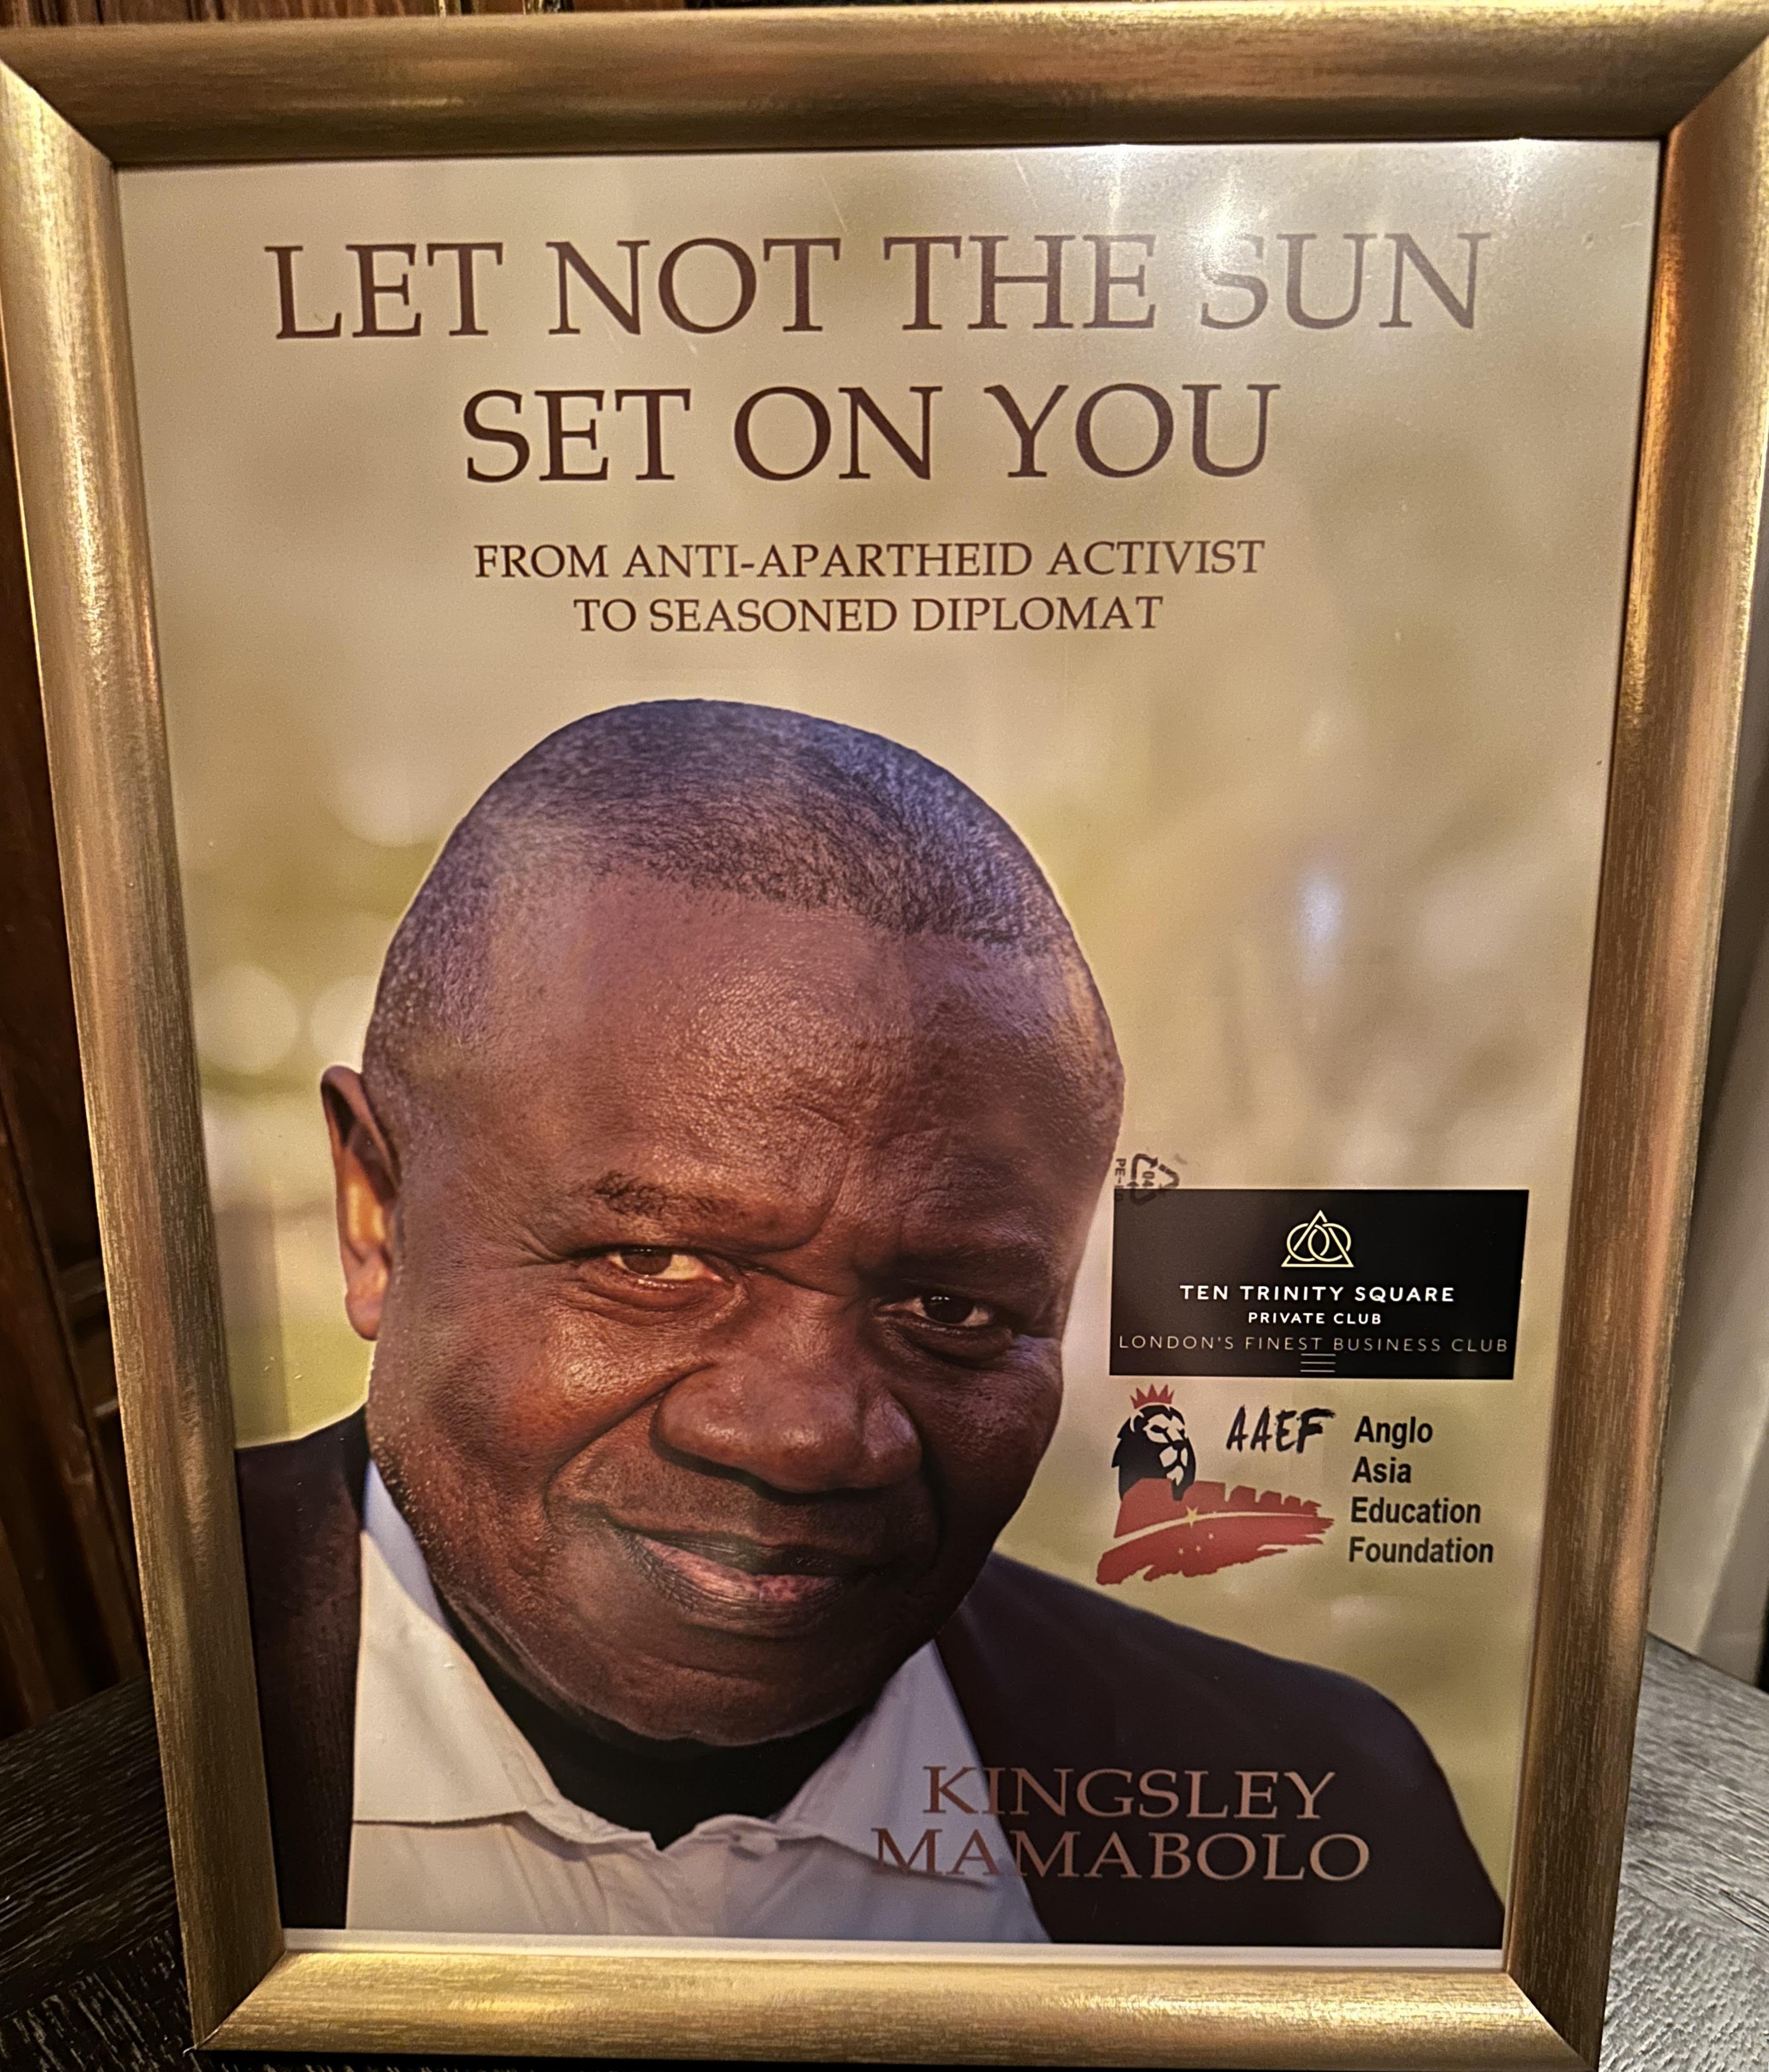 LET NOT THE SUN
SET ON YOU
FROM ANTI-APARTHEID ACTIVIST
TO SEASONED DIPLOMAT
04
TEN TRINITY SQUARE
PRIVATE CLUB
LONDON'S FINEST BUSINESS CLUB
AAEF
Anglo
Asia
Education
Foundation
KINGSLEY
MAMABOLO